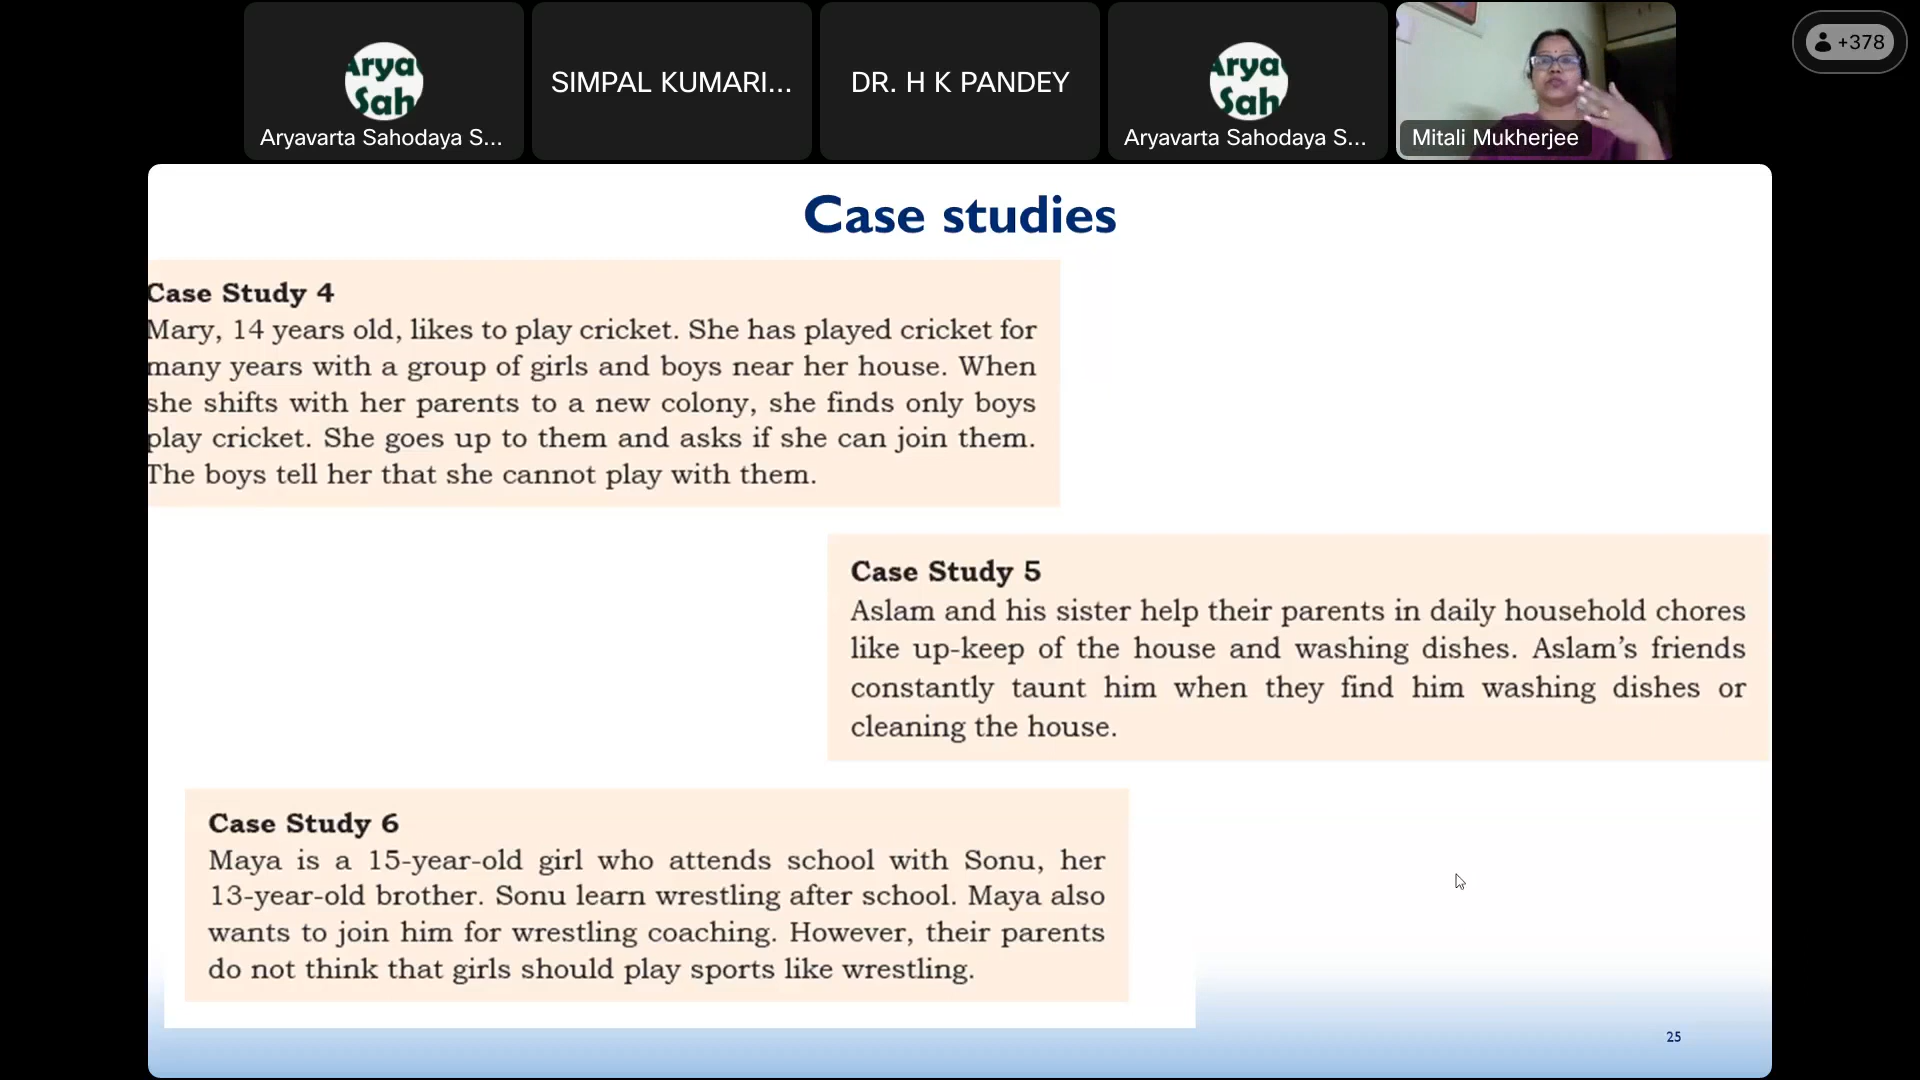 Arya
Sah
Aryavarta Sahodaya S...
SIMPAL KUMARI...
DR. H K PANDEY
Arya
Sah
Aryavarta Sahodaya S...
Mitali Mukherjee
+378
Case studies
Case Study 4
Mary, 14 years old, likes to play cricket. She has played cricket for
many years with a group of girls and boys near her house. When
she shifts with her parents to a new colony, she finds only boys
play cricket. She goes up to them and asks if she can join them.
The boys tell her that she cannot play with them.
Case Study 5
Aslam and his sister help their parents in daily household chores
like up-keep of the house and washing dishes. Aslam’s friends
constantly taunt him when they find him washing dishes or
cleaning the house.
Case Study 6
Maya is a 15-year-old girl who attends school with Sonu, her
13-year-old brother. Sonu learn wrestling after school. Maya also
wants to join him for wrestling coaching. However, their parents
do not think that girls should play sports like wrestling.
25